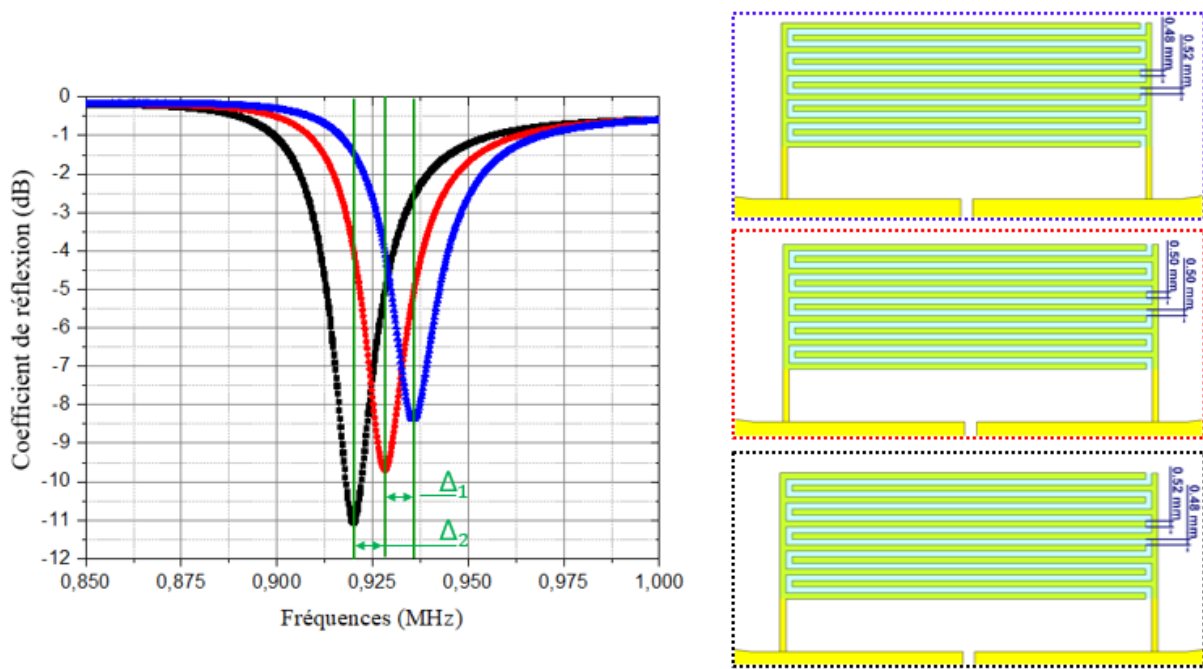 0
-1
-2
-3
-4
-5
-6
-7
-8
-9
-10
-11
-12
Coefficient de réflexion (dB)
0,850 0,875 0,900 0,925 0,950 0,975 1,000
Fréquences (MHz)
Δ1
Δ2
0.48 mm
0.52 mm
0.50 mm
0.50 mm
0.52 mm
0.48 mm